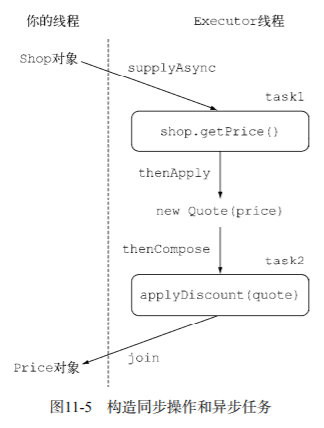 你的线程 Executor线程
Shop对象
supplyAsync
task1
shop.getPrice()
thenApply
new Quote(price)
thenCompose
task2
applyDiscount(quote)
join
Price对象
图11-5 构造同步操作和异步任务